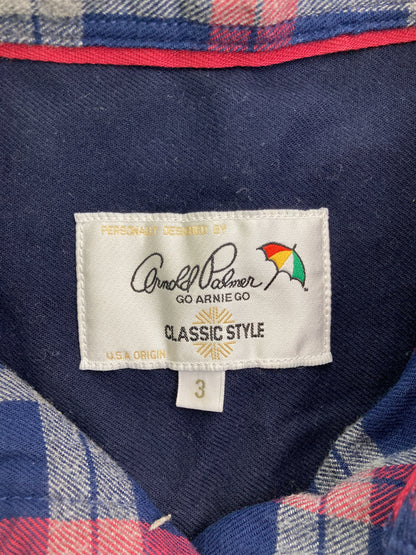 PERSONALLY DESIGNED BY
Arnold Palmer
GO ARNIE GO
CLASSIC STYLE
U.S.A ORIGIN
3